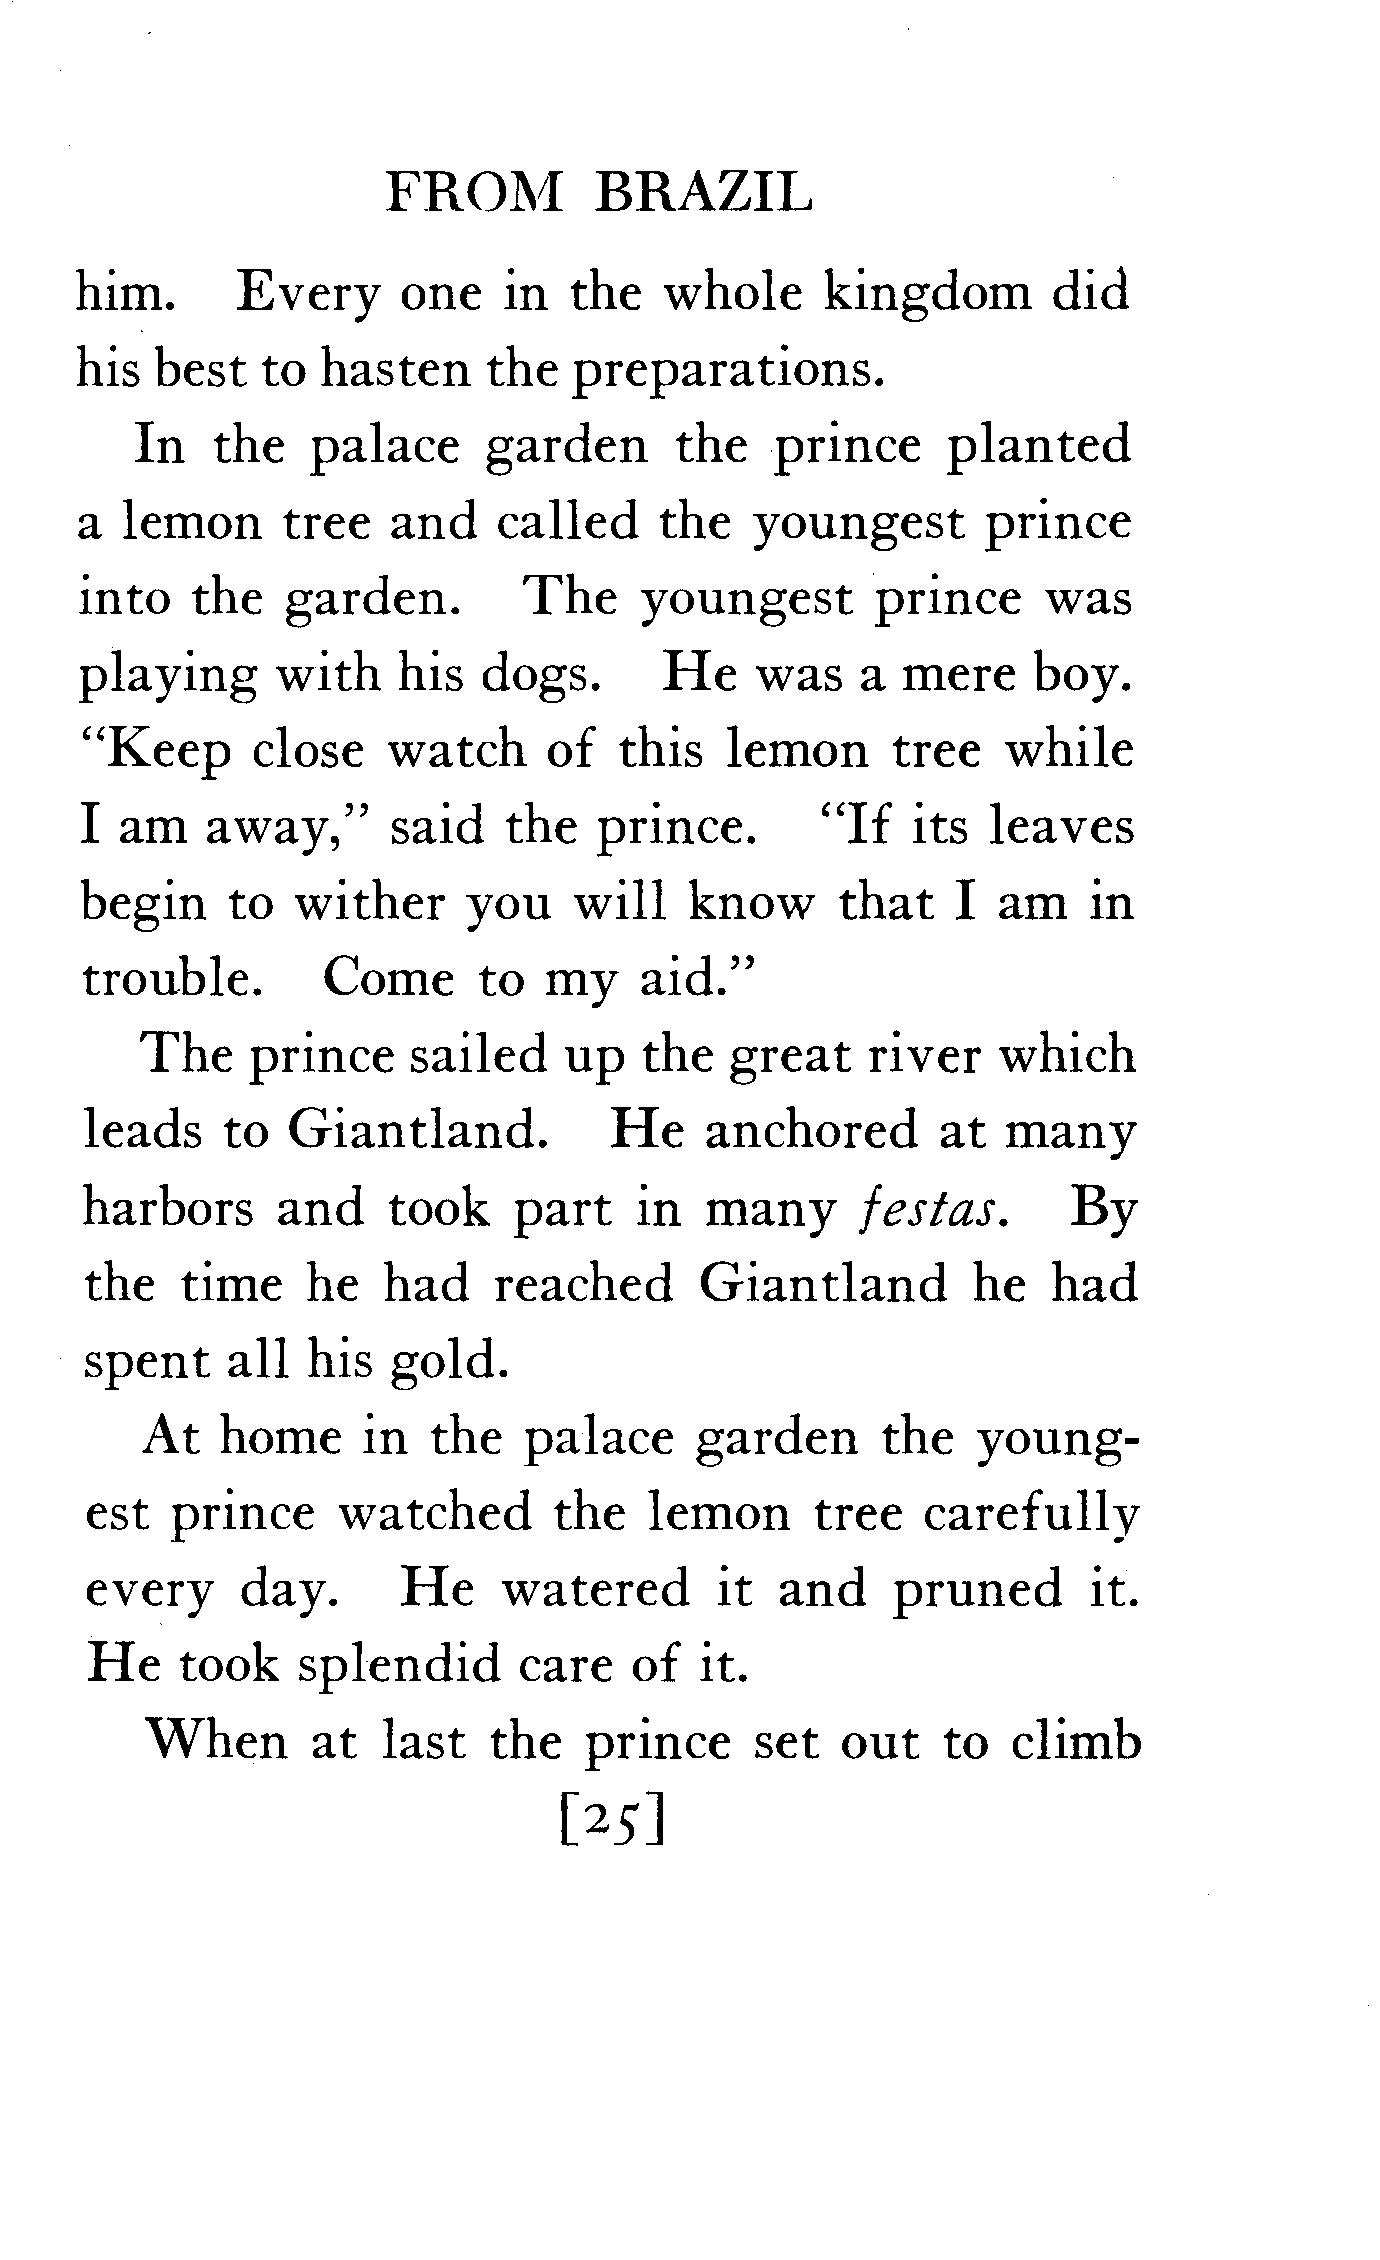 FROM BRAZIL
him. Every one in the whole kingdom did
his best to hasten the preparations.
In the palace garden the prince planted
a lemon tree and called the youngest prince
into the garden. The youngest prince was
playing with his dogs. He was a mere boy.
“Keep close watch of this lemon tree while
I am away,” said the prince. “If its leaves
begin to wither you will know that I am in
trouble. Come to my aid.”
The prince sailed up the great river which
leads to Giantland. He anchored at many
harbors and took part in many festas. By
the time he had reached Giantland he had
spent all his gold.
At home in the palace garden the young-
est prince watched the lemon tree carefully
every day. He watered it and pruned it.
He took splendid care of it.
When at last the prince set out to climb
[25]